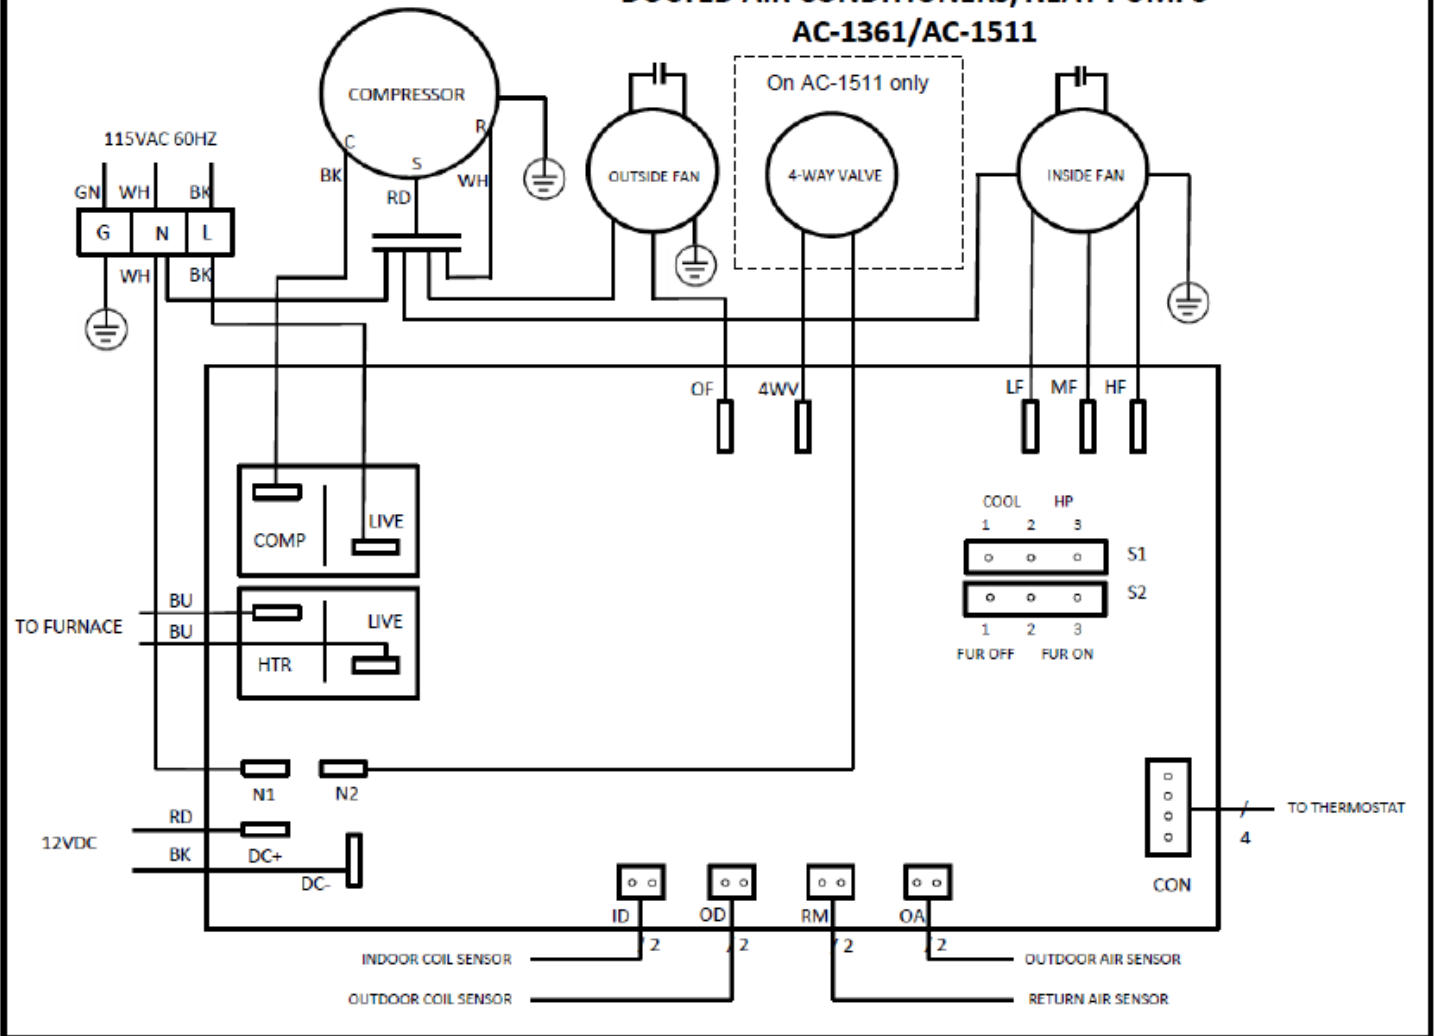 AC-1361/AC-1511
On AC-1511 only
COMPRESSOR
C
S
R
BK
RD
WH
115VAC 60HZ
GN WH BK
G N L
WH BK
OUTSIDE FAN
4-WAY VALVE
INSIDE FAN
OF 4WV LF MF HF
COOL HP
1 2 3
S1
S2
1 2 3
FUR OFF FUR ON
COMP LIVE
TO FURNACE
BU
BU
HTR LIVE
N1 N2
12VDC
RD
BK
DC+
DC-
TO THERMOSTAT
4
CON
ID OD RM OA
/2 /2 /2 /2
INDOOR COIL SENSOR
OUTDOOR COIL SENSOR
OUTDOOR AIR SENSOR
RETURN AIR SENSOR